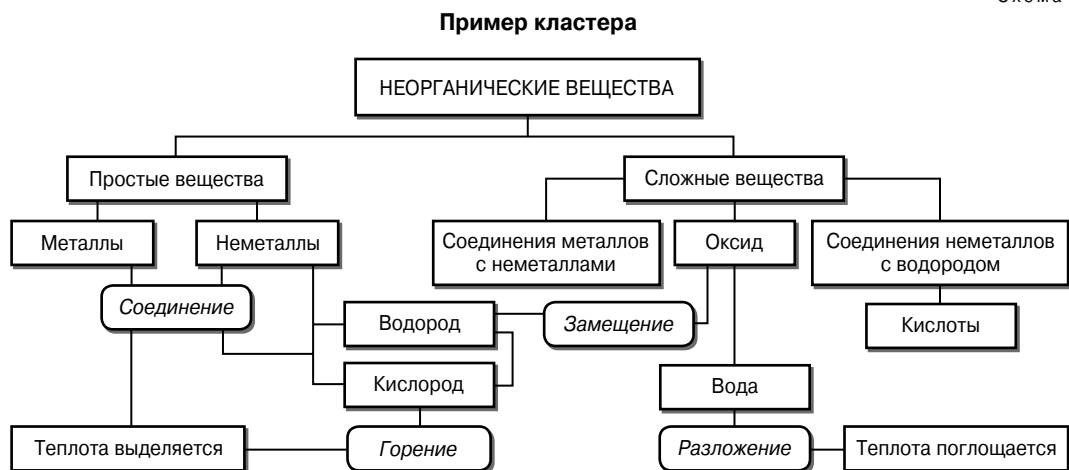 Схема
Пример кластера
НЕОРГАНИЧЕСКИЕ ВЕЩЕСТВА
Простые вещества
Сложные вещества
Металлы
Неметаллы
Соединения металлов
с неметаллами
Оксид
Соединения неметаллов
с водородом
Соединение
Водород
Замещение
Кислоты
Кислород
Вода
Теплота выделяется
Горение
Разложение
Теплота поглощается